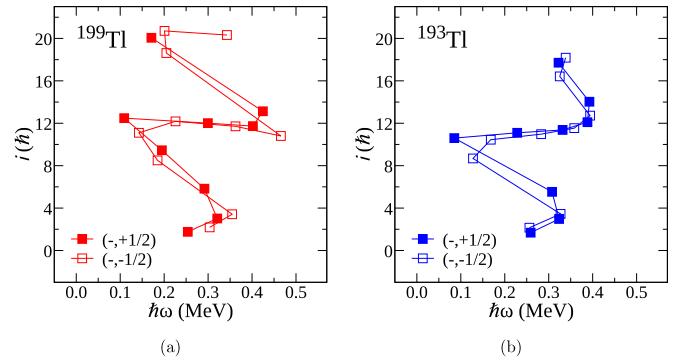 ¹⁹⁹Tl
20
16
12
8
4
0
i (ℏ)
(-,+1/2)
(-,-1/2)
0.0 0.1 0.2 0.3 0.4 0.5
ℏω (MeV)
(a)
¹⁹³Tl
20
16
12
8
4
0
i (ℏ)
(-,+1/2)
(-,-1/2)
0.0 0.1 0.2 0.3 0.4 0.5
ℏω (MeV)
(b)